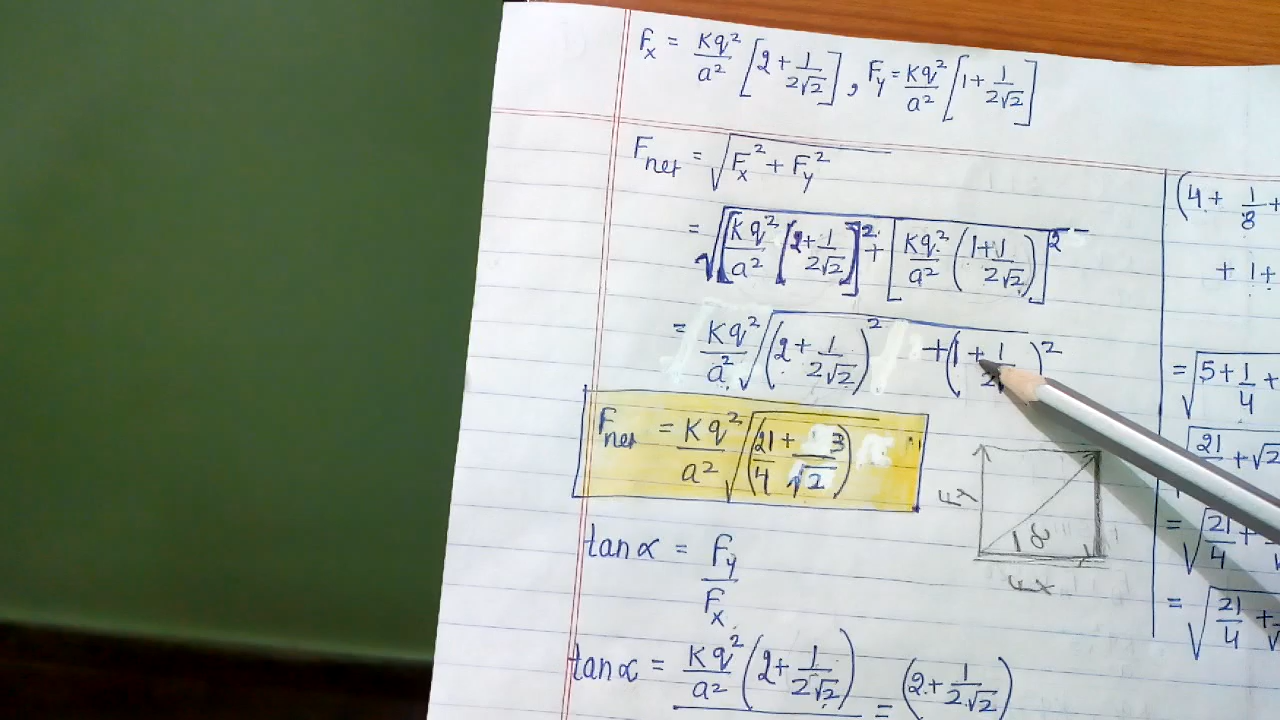 Fx = Kq²/a² [2 + 1/2√2], Fy = Kq²/a² [1 + 1/2√2]
Fnet = √Fx² + Fy²
= √[Kq²/a² [2 + 1/2√2]]² + [Kq²/a² (1 + 1/2√2)]²
= Kq²/a² √(2 + 1/2√2)² + (1 + 1/2√)²
Fnet = Kq²/a² √(21/4 + 3/√2)
tan α = Fy/Fx
tan α = Kq²/a² (2 + 1/2√2) = (2 + 1/2√2)
Fy
α
Fx
(4 + 1/8 +
+ 1 +
= √5 + 1/4 +
√21/4 + √2
= √21/4 +
= √21/4 +